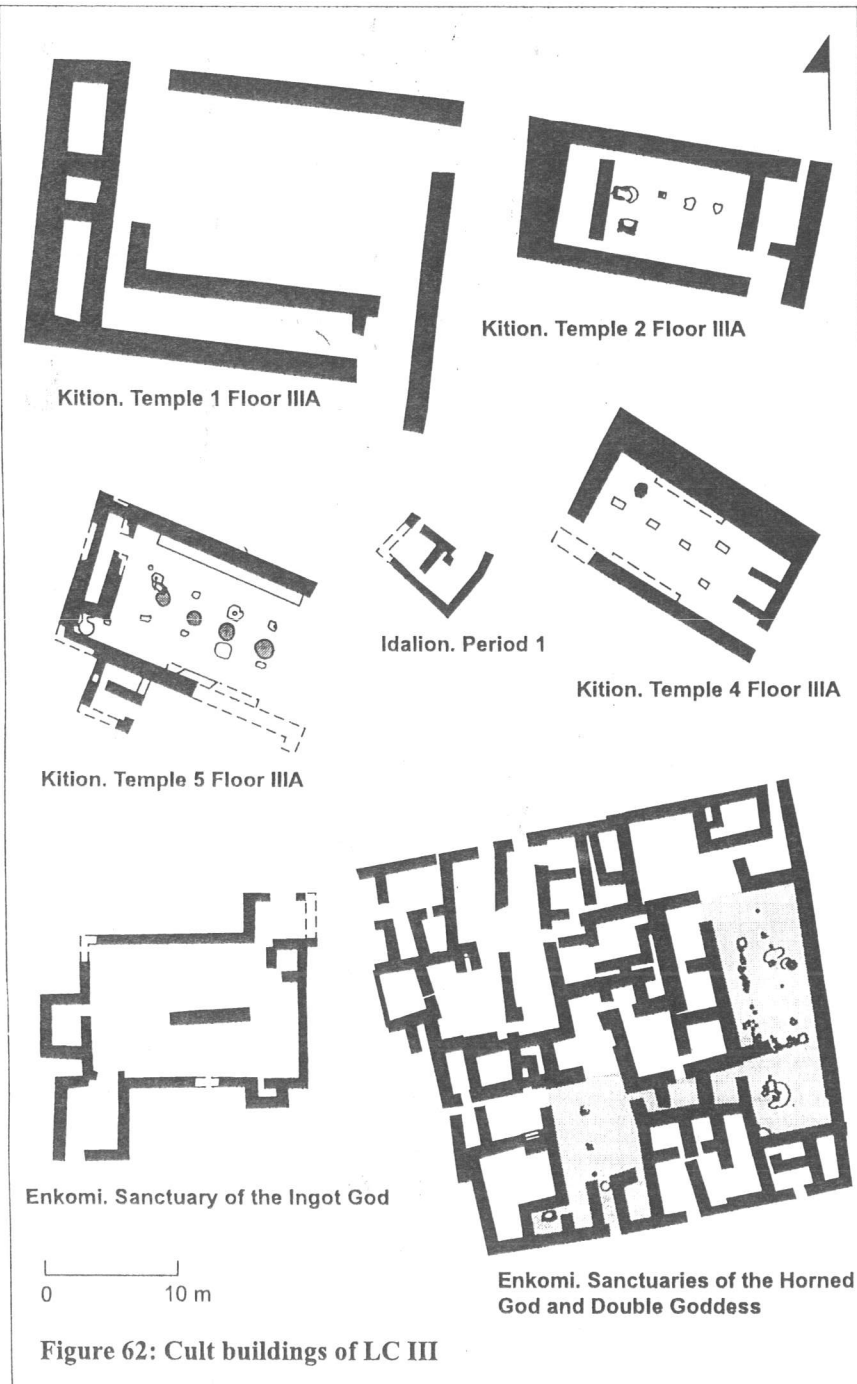 Kition. Temple 2 Floor IIIA
Kition. Temple 1 Floor IIIA
Idalion. Period 1
Kition. Temple 4 Floor IIIA
Kition. Temple 5 Floor IIIA
Enkomi. Sanctuary of the Ingot God
0 10 m
Enkomi. Sanctuaries of the Horned
God and Double Goddess
Figure 62: Cult buildings of LC III